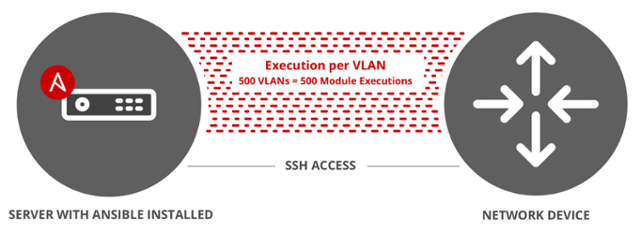 Execution per VLAN
500 VLANs = 500 Module Executions
SSH ACCESS
SERVER WITH ANSIBLE INSTALLED
NETWORK DEVICE